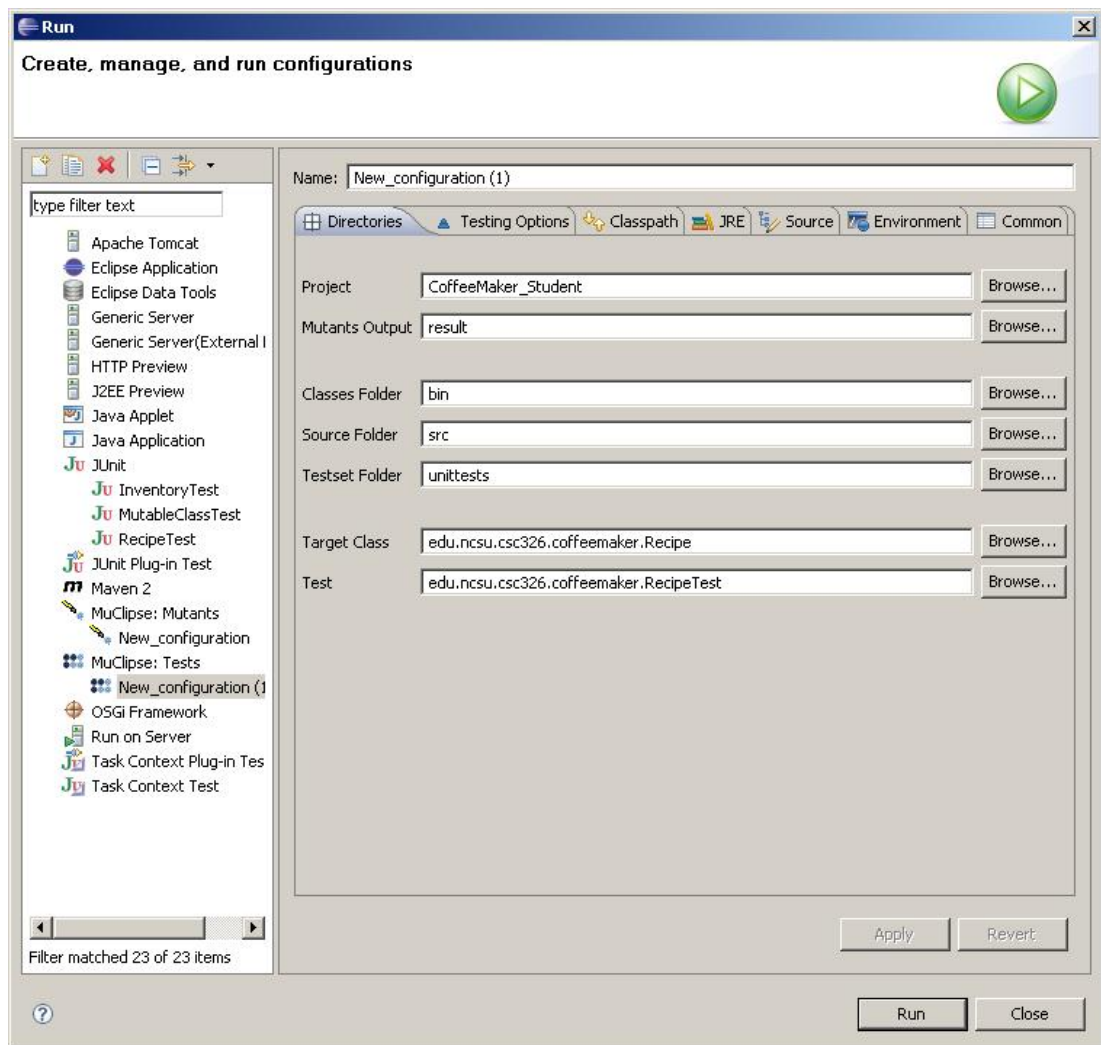 Run
Create, manage, and run configurations
type filter text
Apache Tomcat
Eclipse Application
Eclipse Data Tools
Generic Server
Generic Server(External l
HTTP Preview
J2EE Preview
Java Applet
Java Application
JUnit
InventoryTest
MutableClassTest
RecipeTest
JUnit Plug-in Test
Maven 2
MuClipse: Mutants
New_configuration
MuClipse: Tests
New_configuration (1
OSGi Framework
Run on Server
Task Context Plug-in Tes
Task Context Test
Filter matched 23 of 23 items
Name: New_configuration (1)
Directories Testing Options Classpath JRE Source Environment Common
Project CoffeeMaker_Student Browse...
Mutants Output result Browse...
Classes Folder bin Browse...
Source Folder src Browse...
Testset Folder unittests Browse...
Target Class edu.ncsu.csc326.coffeemaker.Recipe Browse...
Test edu.ncsu.csc326.coffeemaker.RecipeTest Browse...
Apply Revert
Run Close